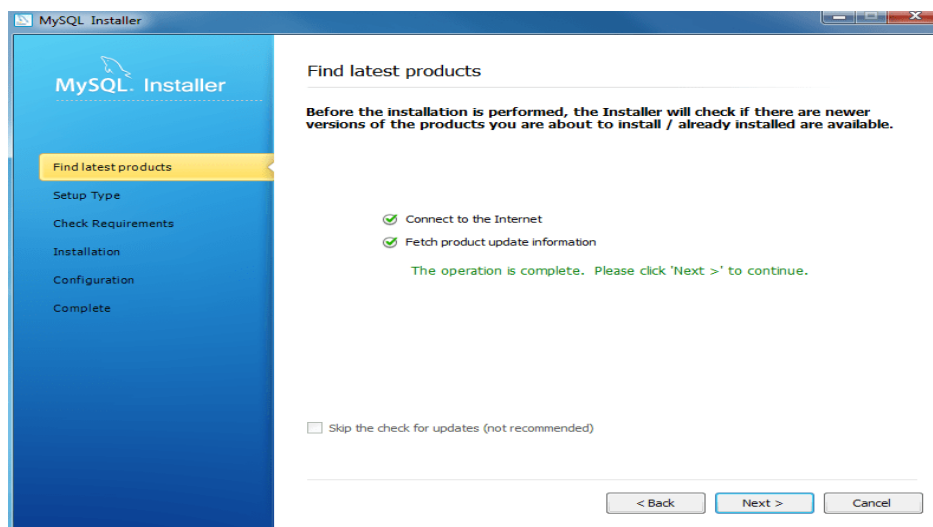 MySQL Installer
MySQL. Installer
Find latest products
Setup Type
Check Requirements
Installation
Configuration
Complete
Find latest products
Before the installation is performed, the Installer will check if there are newer
versions of the products you are about to install / already installed are available.
Connect to the Internet
Fetch product update information
The operation is complete. Please click 'Next >' to continue.
Skip the check for updates (not recommended)
< Back
Next >
Cancel